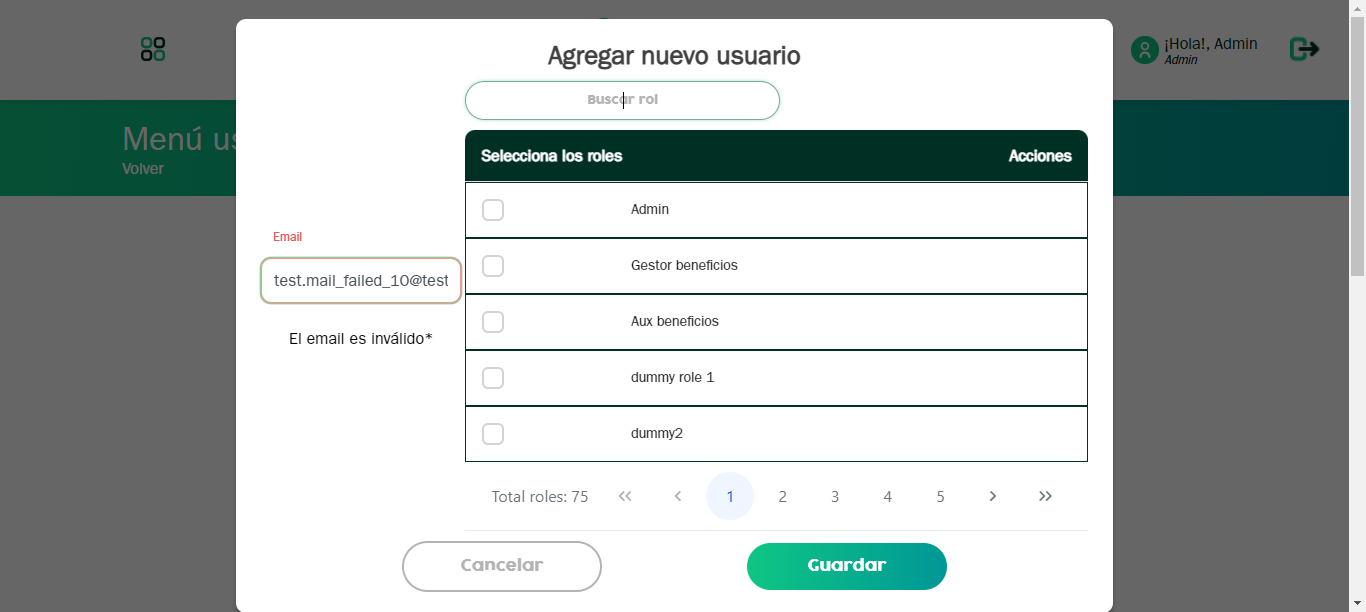 ¡Hola!, Admin
Admin
Menú us
Volver
Agregar nuevo usuario
Buscar rol
Selecciona los roles Acciones
Admin
Gestor beneficios
Aux beneficios
dummy role 1
dummy2
Email
test.mail_failed_10@test
El email es inválido*
Total roles: 75 << < 1 2 3 4 5 > >>
Cancelar Guardar